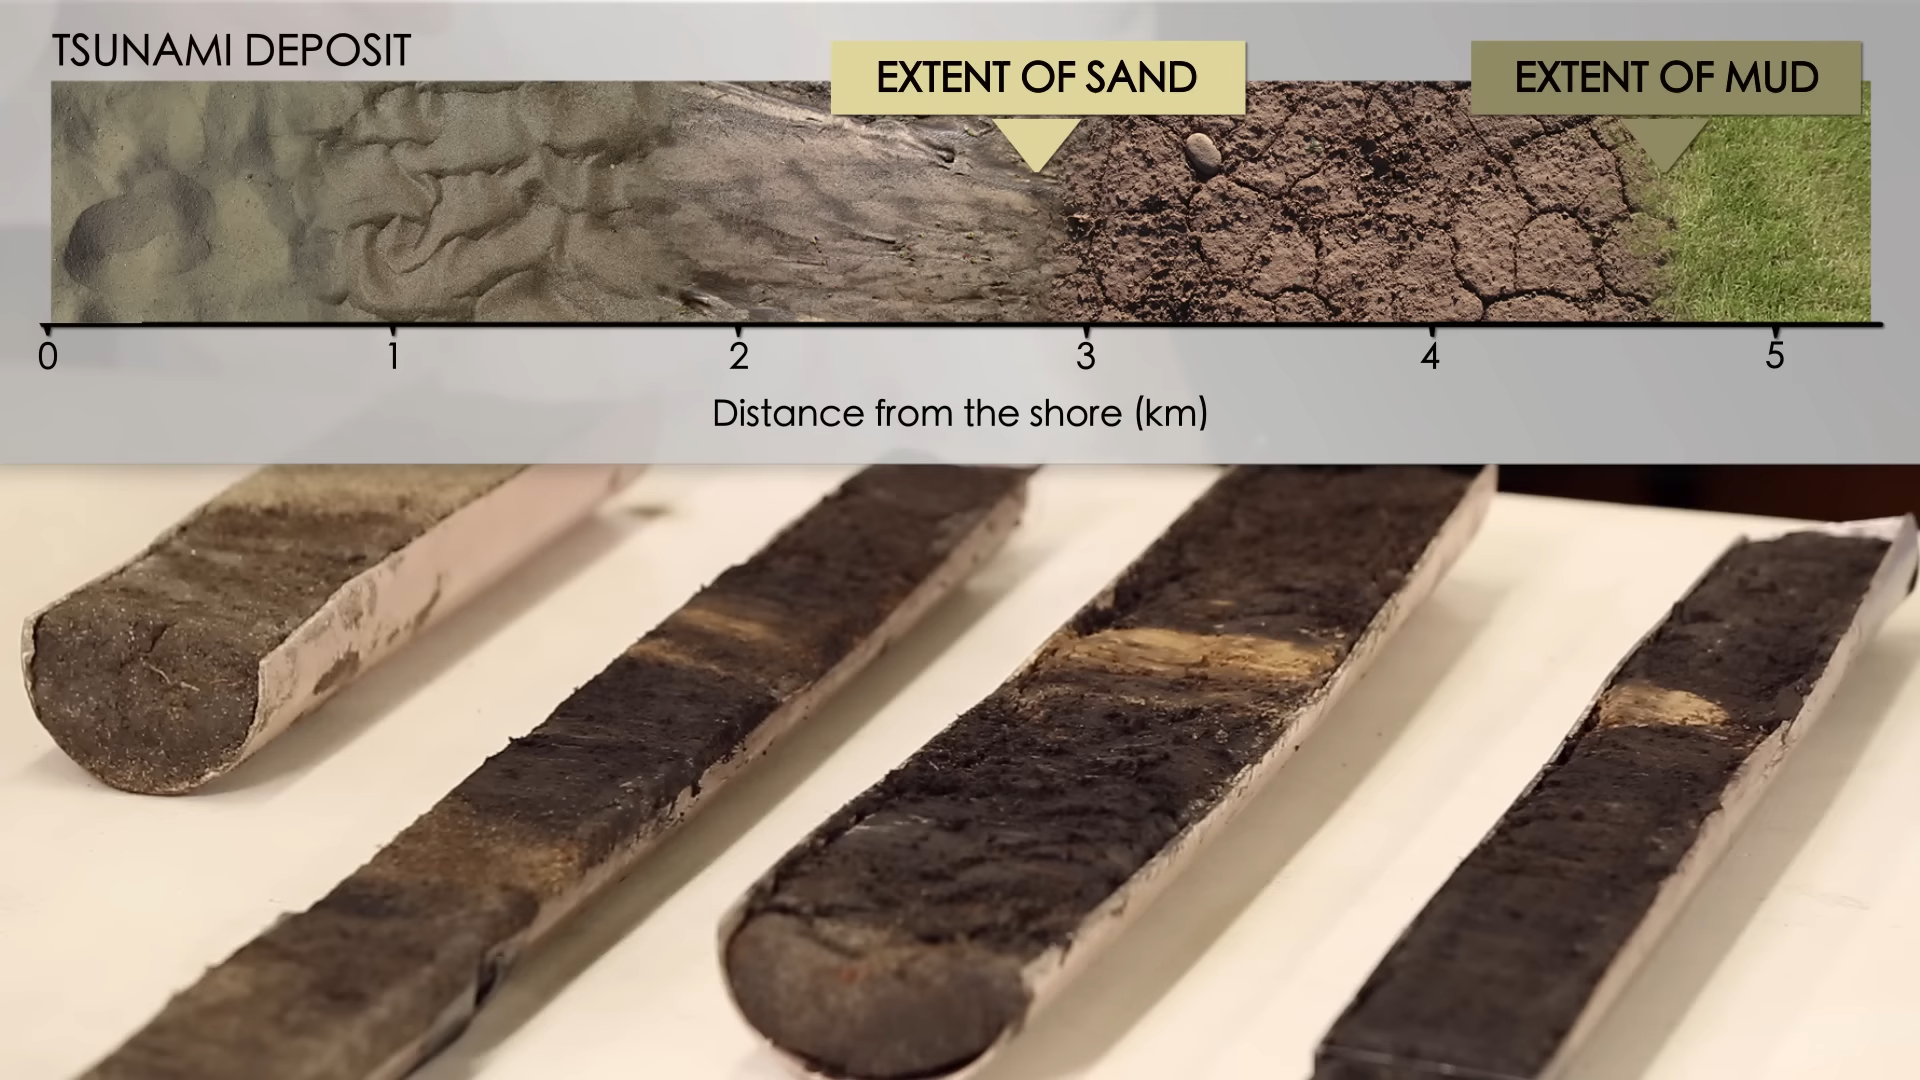 TSUNAMI DEPOSIT
EXTENT OF SAND
EXTENT OF MUD
0 1 2 3 4 5
Distance from the shore (km)